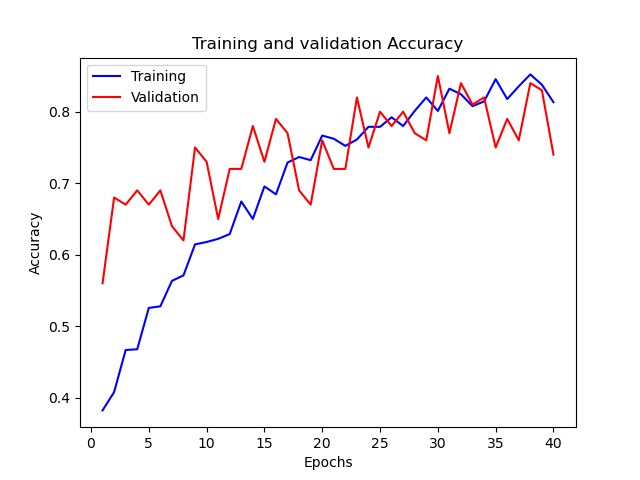 Training and validation Accuracy
Training
Validation
0.8
0.7
0.6
0.5
0.4
Accuracy
0 5 10 15 20 25 30 35 40
Epochs